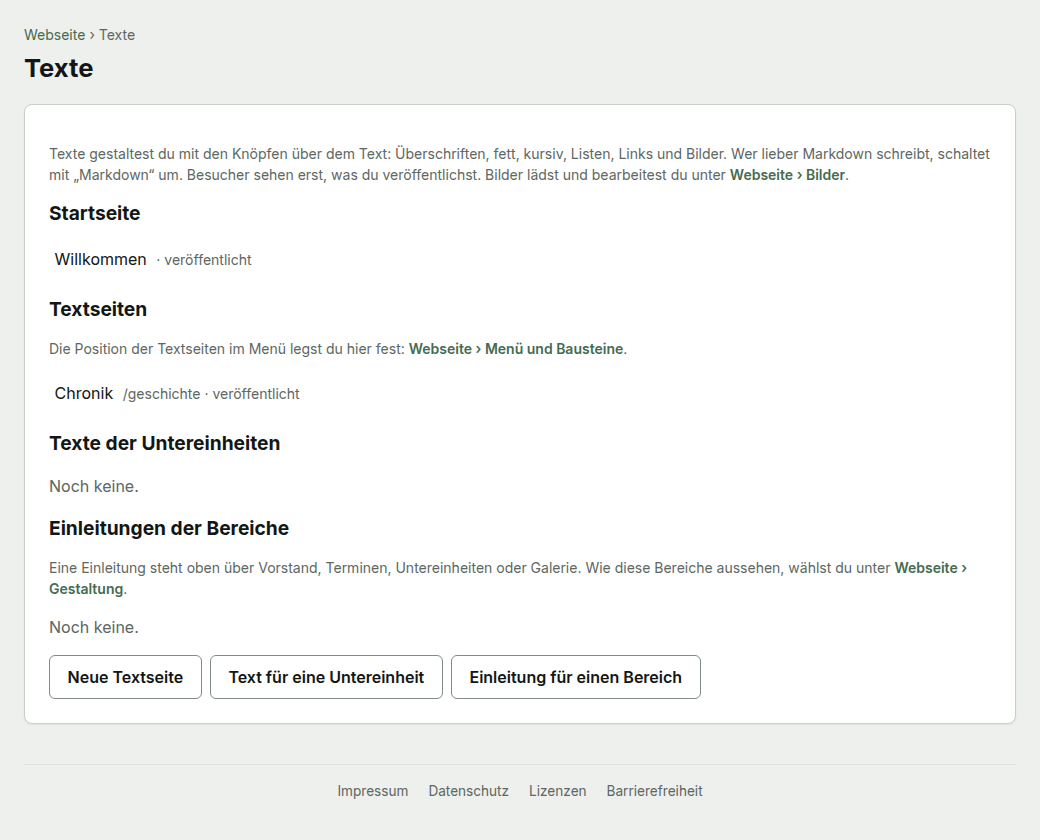 Webseite › Texte
Texte
Texte gestaltest du mit den Knöpfen über dem Text: Überschriften, fett, kursiv, Listen, Links und Bilder. Wer lieber Markdown schreibt, schaltet
mit „Markdown“ um. Besucher sehen erst, was du veröffentlichst. Bilder lädst und bearbeitest du unter Webseite › Bilder.
Startseite
Willkommen · veröffentlicht
Textseiten
Die Position der Textseiten im Menü legst du hier fest: Webseite › Menü und Bausteine.
Chronik /geschichte · veröffentlicht
Texte der Untereinheiten
Noch keine.
Einleitungen der Bereiche
Eine Einleitung steht oben über Vorstand, Terminen, Untereinheiten oder Galerie. Wie diese Bereiche aussehen, wählst du unter Webseite ›
Gestaltung.
Noch keine.
Neue Textseite Text für eine Untereinheit Einleitung für einen Bereich
Impressum Datenschutz Lizenzen Barrierefreiheit